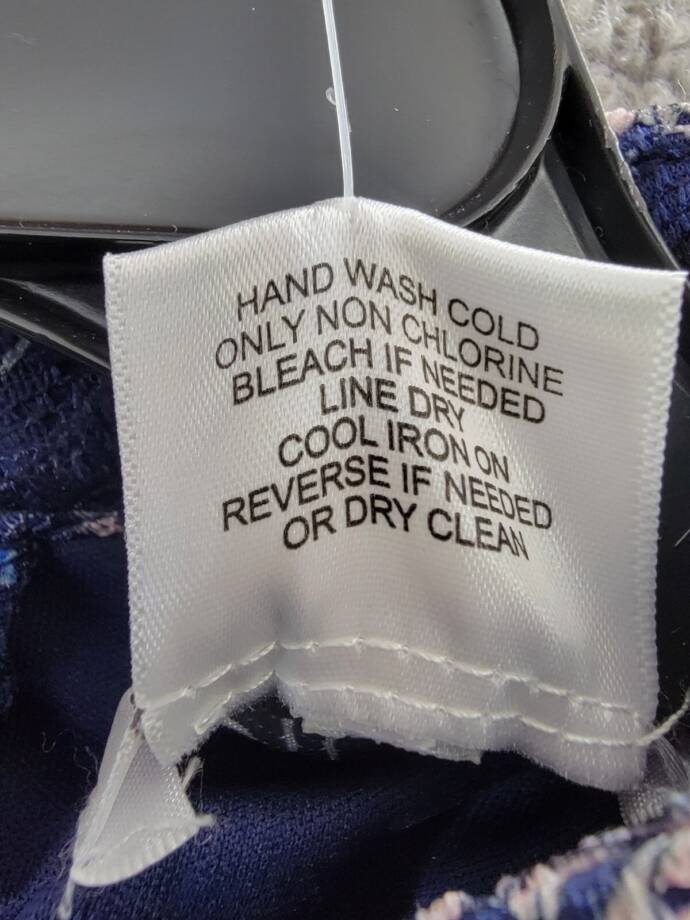 HAND WASH COLD
ONLY NON CHLORINE
BLEACH IF NEEDED
LINE DRY
COOL IRON ON
REVERSE IF NEEDED
OR DRY CLEAN